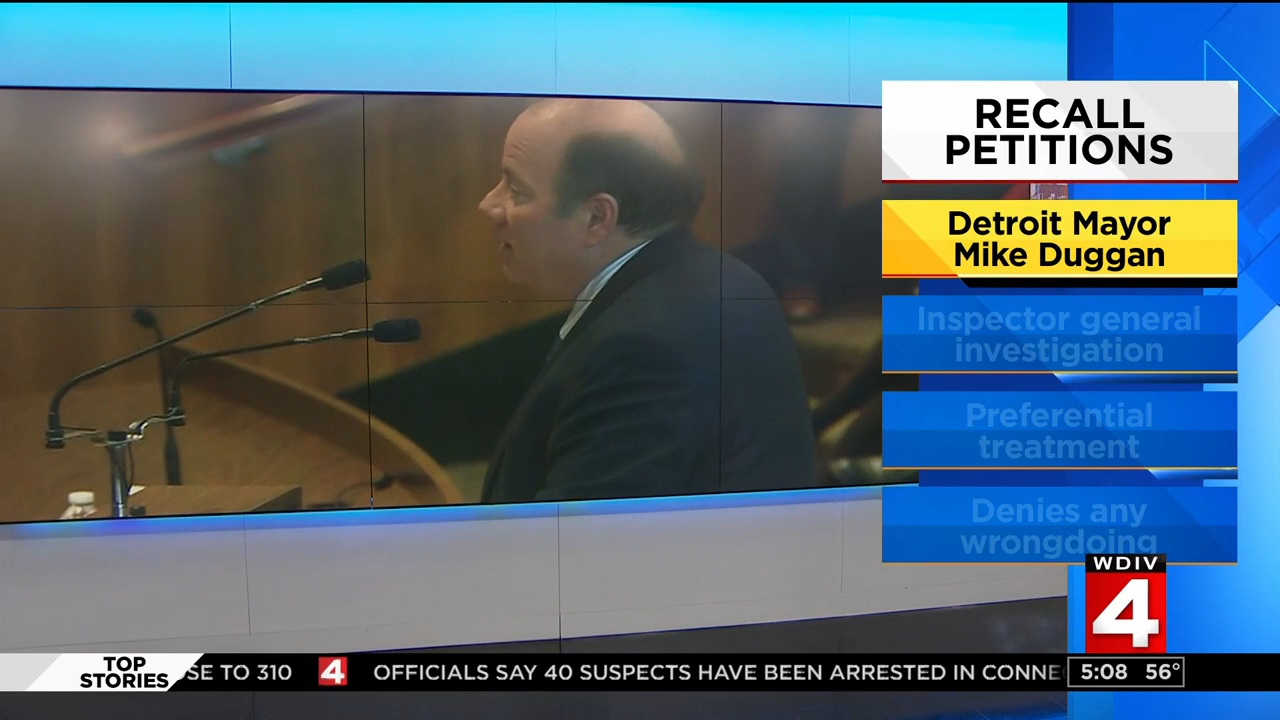 RECALL
PETITIONS
Detroit Mayor
Mike Duggan
Inspector general
investigation
Preferential
treatment
Denies any
wrongdoing
WDIV
4
TOP
STORIES
SE TO 310 4 OFFICIALS SAY 40 SUSPECTS HAVE BEEN ARRESTED IN CONNE
5:08 56°